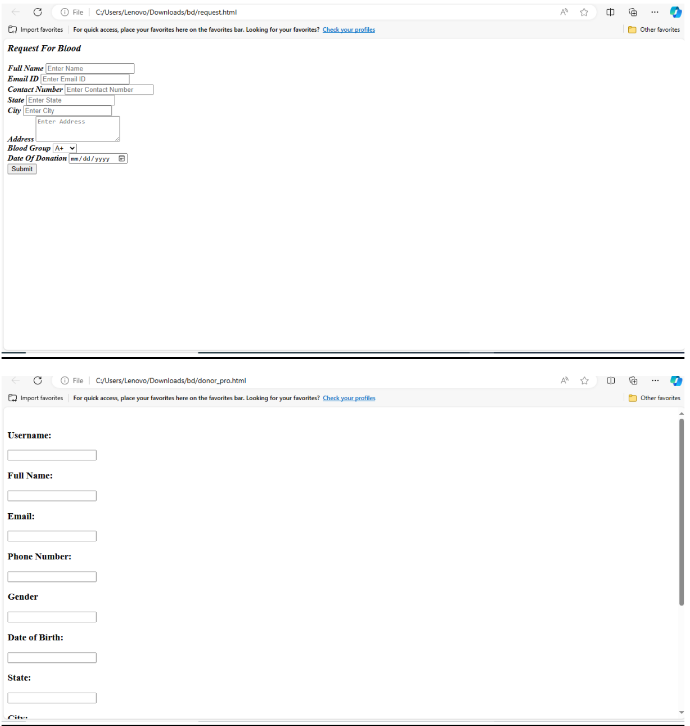 File C:/Users/Lenovo/Downloads/bd/request.html
Import favorites For quick access, place your favorites here on the favorites bar. Looking for your favorites? Check your profiles Other favorites
Request For Blood
Full Name Enter Name
Email ID Enter Email ID
Contact Number Enter Contact Number
State Enter State
City Enter City
Enter Address
Address
Blood Group A+
Date Of Donation mm/dd/yyyy
Submit
File C:/Users/Lenovo/Downloads/bd/donor_pro.html
Import favorites For quick access, place your favorites here on the favorites bar. Looking for your favorites? Check your profiles Other favorites
Username:
Full Name:
Email:
Phone Number:
Gender
Date of Birth:
State:
City: